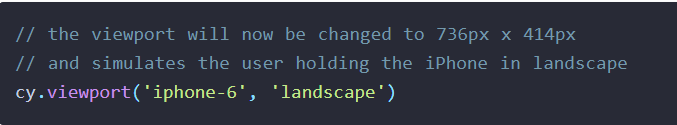 // the viewport will now be changed to 736px x 414px
// and simulates the user holding the iPhone in landscape
cy.viewport('iphone-6', 'landscape')